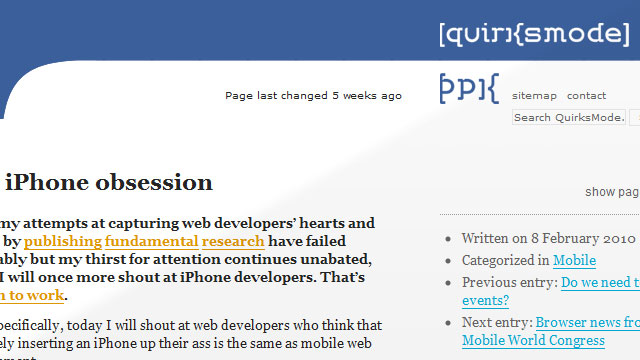 [quirksmode]
ppk
Page last changed 5 weeks ago
sitemap contact
Search QuirksMode.
iPhone obsession
show pag
my attempts at capturing web developers' hearts and
by publishing fundamental research have failed
ably but my thirst for attention continues unabated,
I will once more shout at iPhone developers. That's
n to work.
pecifically, today I will shout at web developers who think that
ely inserting an iPhone up their ass is the same as mobile web
Written on 8 February 2010
Categorized in Mobile
Previous entry: Do we need t
events?
Next entry: Browser news fro
Mobile World Congress